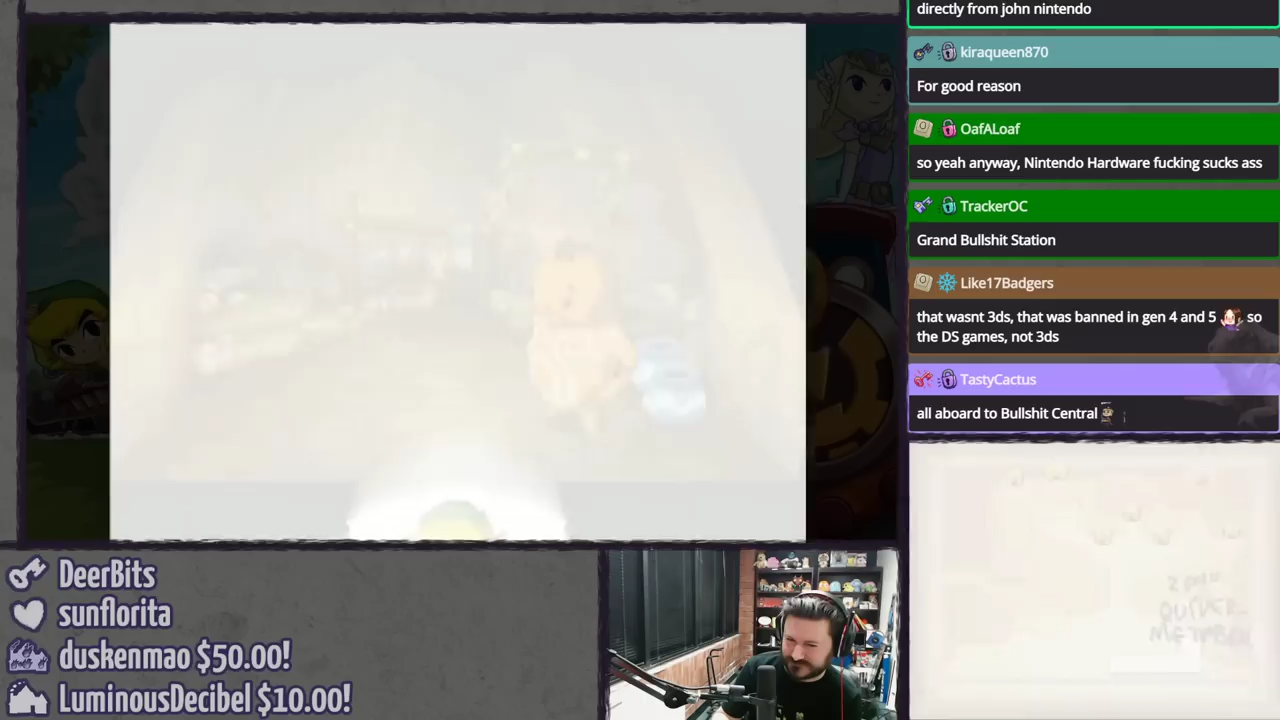 directly from john nintendo
kiraqueen870
For good reason
OafALoaf
so yeah anyway, Nintendo Hardware fucking sucks ass
TrackerOC
Grand Bullshit Station
Like17Badgers
that wasnt 3ds, that was banned in gen 4 and 5 so
the DS games, not 3ds
TastyCactus
all aboard to Bullshit Central
DeerBits
sunflorita
duskenmao $50.00!
LuminousDecibel $10.00!